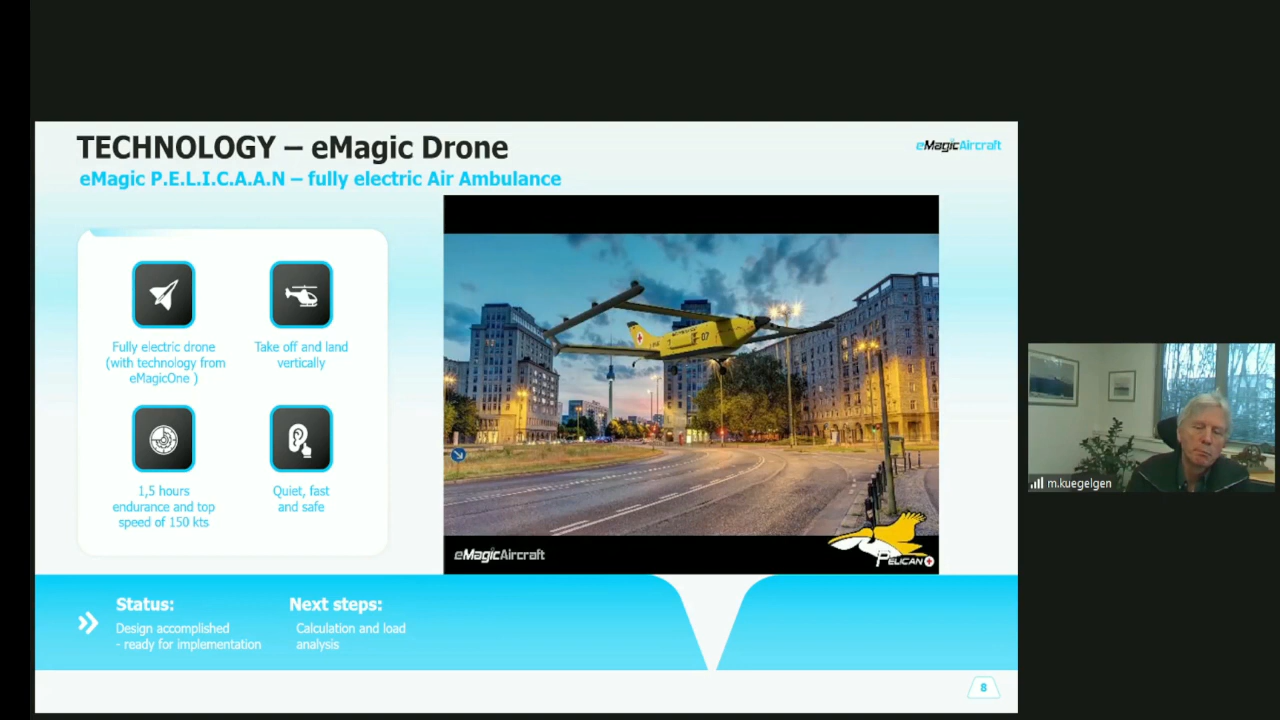 TECHNOLOGY – eMagic Drone
eMagicAircraft
eMagic P.E.L.I.C.A.A.N – fully electric Air Ambulance
Fully electric drone
(with technology from
eMagicOne )
Take off and land
vertically
1,5 hours
endurance and top
speed of 150 kts
Quiet, fast
and safe
07
eMagicAircraft
PELICAN
m.kuegelgen
Status:
Design accomplished
- ready for implementation
Next steps:
Calculation and load
analysis
8